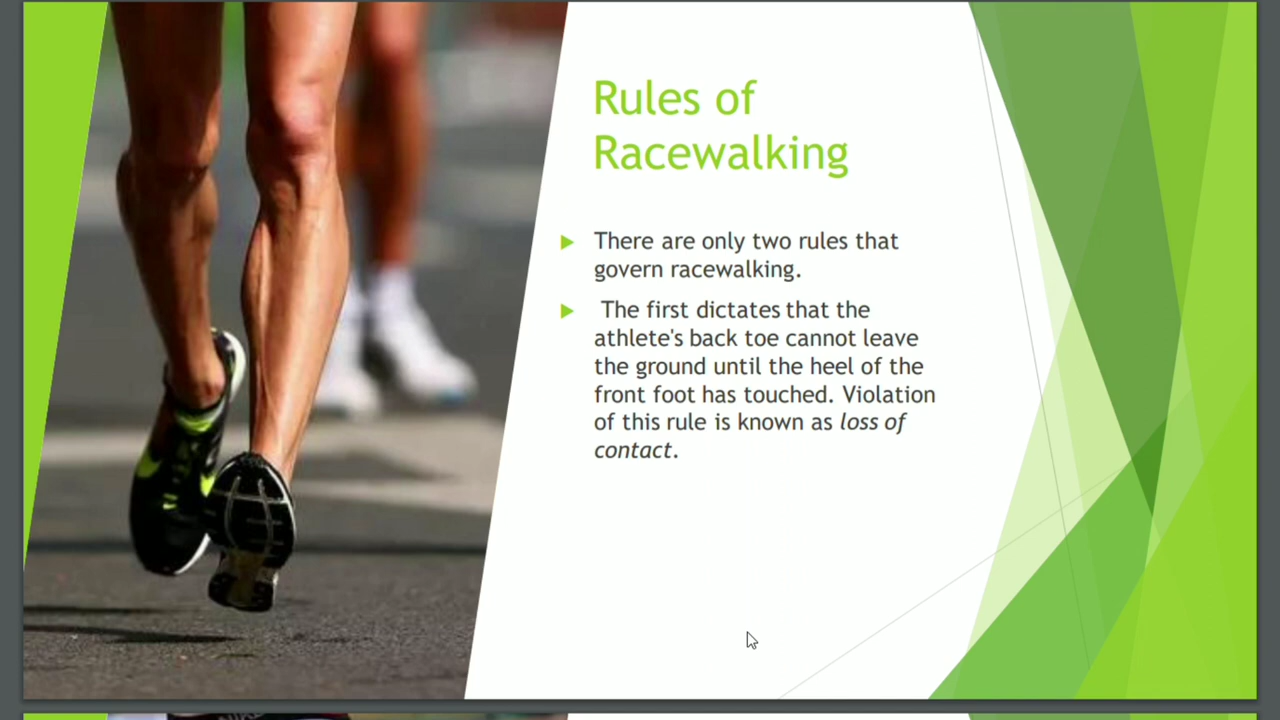 Rules of
Racewalking
There are only two rules that
govern racewalking.
The first dictates that the
athlete's back toe cannot leave
the ground until the heel of the
front foot has touched. Violation
of this rule is known as loss of
contact.